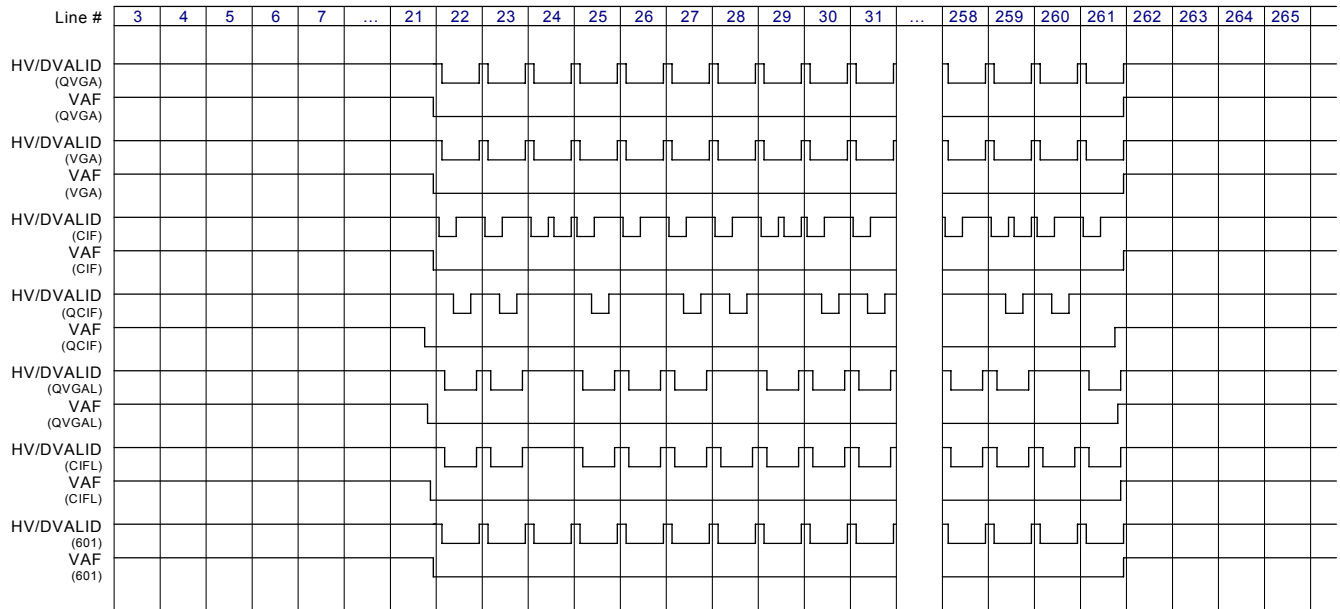 Line # 3 4 5 6 7 ... 21 22 23 24 25 26 27 28 29 30 31 ... 258 259 260 261 262 263 264 265
HV/DVALID
(QVGA)
VAF
(QVGA)
HV/DVALID
(VGA)
VAF
(VGA)
HV/DVALID
(CIF)
VAF
(CIF)
HV/DVALID
(QCIF)
VAF
(QCIF)
HV/DVALID
(QVGAL)
VAF
(QVGAL)
HV/DVALID
(CIFL)
VAF
(CIFL)
HV/DVALID
(601)
VAF
(601)